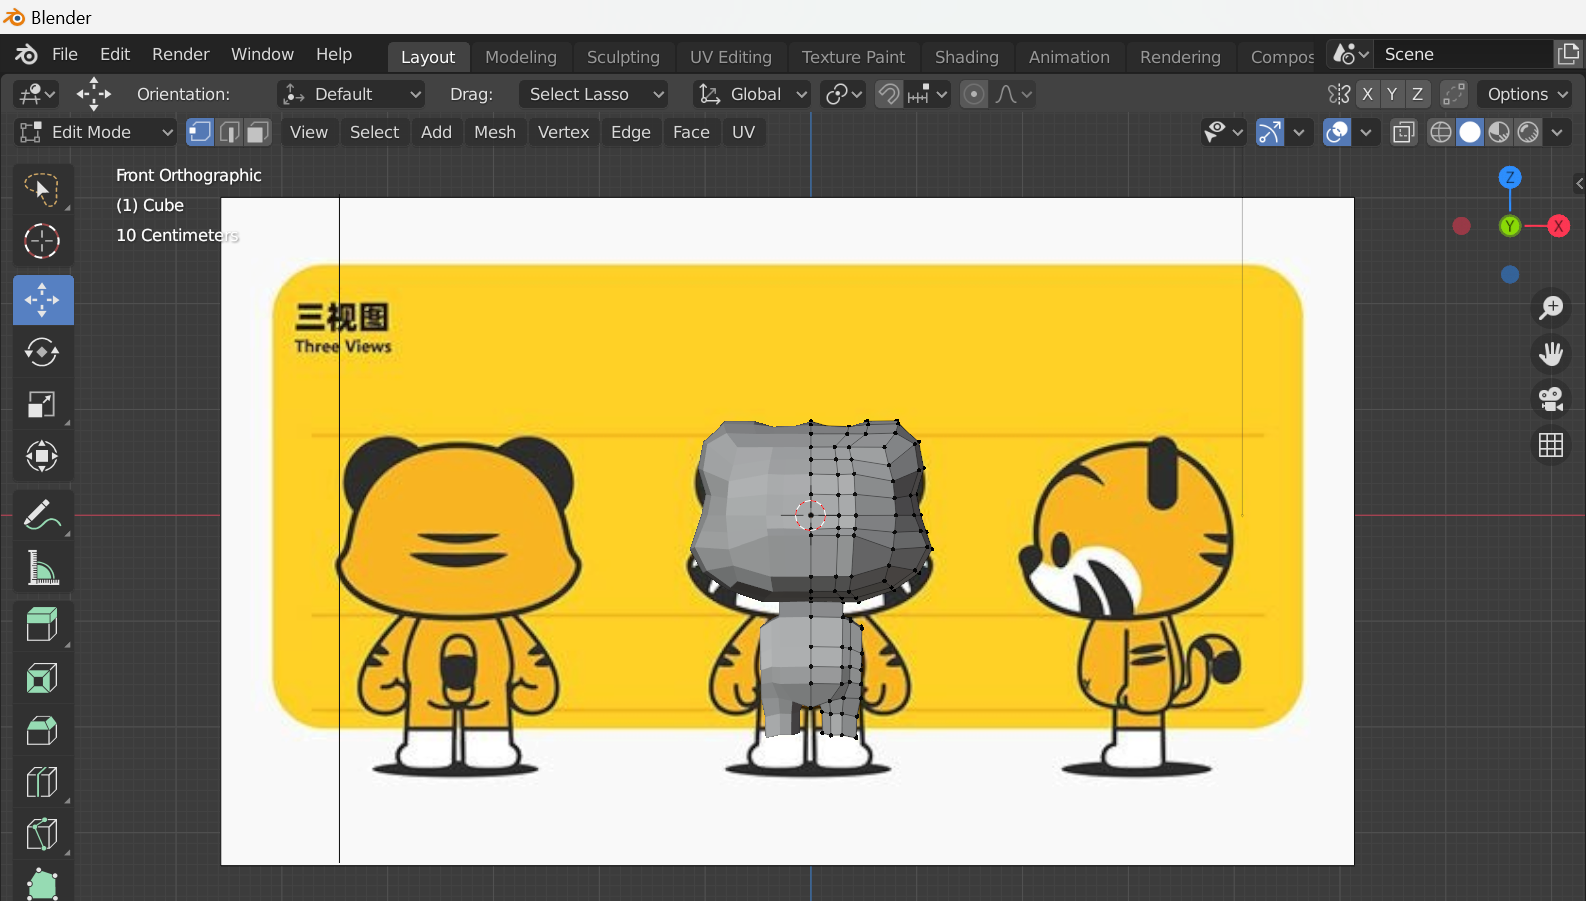 Blender
File Edit Render Window Help Layout Modeling Sculpting UV Editing Texture Paint Shading Animation Rendering Compos Scene
Orientation: Default Drag: Select Lasso Global X Y Z Options
Edit Mode View Select Add Mesh Vertex Edge Face UV
Front Orthographic
(1) Cube
10 Centimeters
Z
Y X
三视图
Three Views